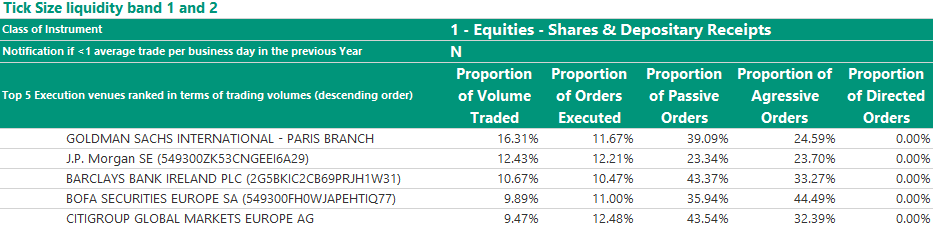 Tick Size liquidity band 1 and 2
Class of Instrument 1 - Equities - Shares & Depositary Receipts
Notification if <1 average trade per business day in the previous Year N
Top 5 Execution venues ranked in terms of trading volumes (descending order) Proportion of Volume Traded Proportion of Orders Executed Proportion of Passive Orders Proportion of Agressive Orders Proportion of Directed Orders
GOLDMAN SACHS INTERNATIONAL - PARIS BRANCH 16.31% 11.67% 39.09% 24.59% 0.00%
J.P. Morgan SE (549300ZK53CNGEEI6A29) 12.43% 12.21% 23.34% 23.70% 0.00%
BARCLAYS BANK IRELAND PLC (2G5BKIC2CB69PRJH1W31) 10.67% 10.47% 43.37% 33.27% 0.00%
BOFA SECURITIES EUROPE SA (549300FH0WJAPEHTIQ77) 9.89% 11.00% 35.94% 44.49% 0.00%
CITIGROUP GLOBAL MARKETS EUROPE AG 9.47% 12.48% 43.54% 32.39% 0.00%